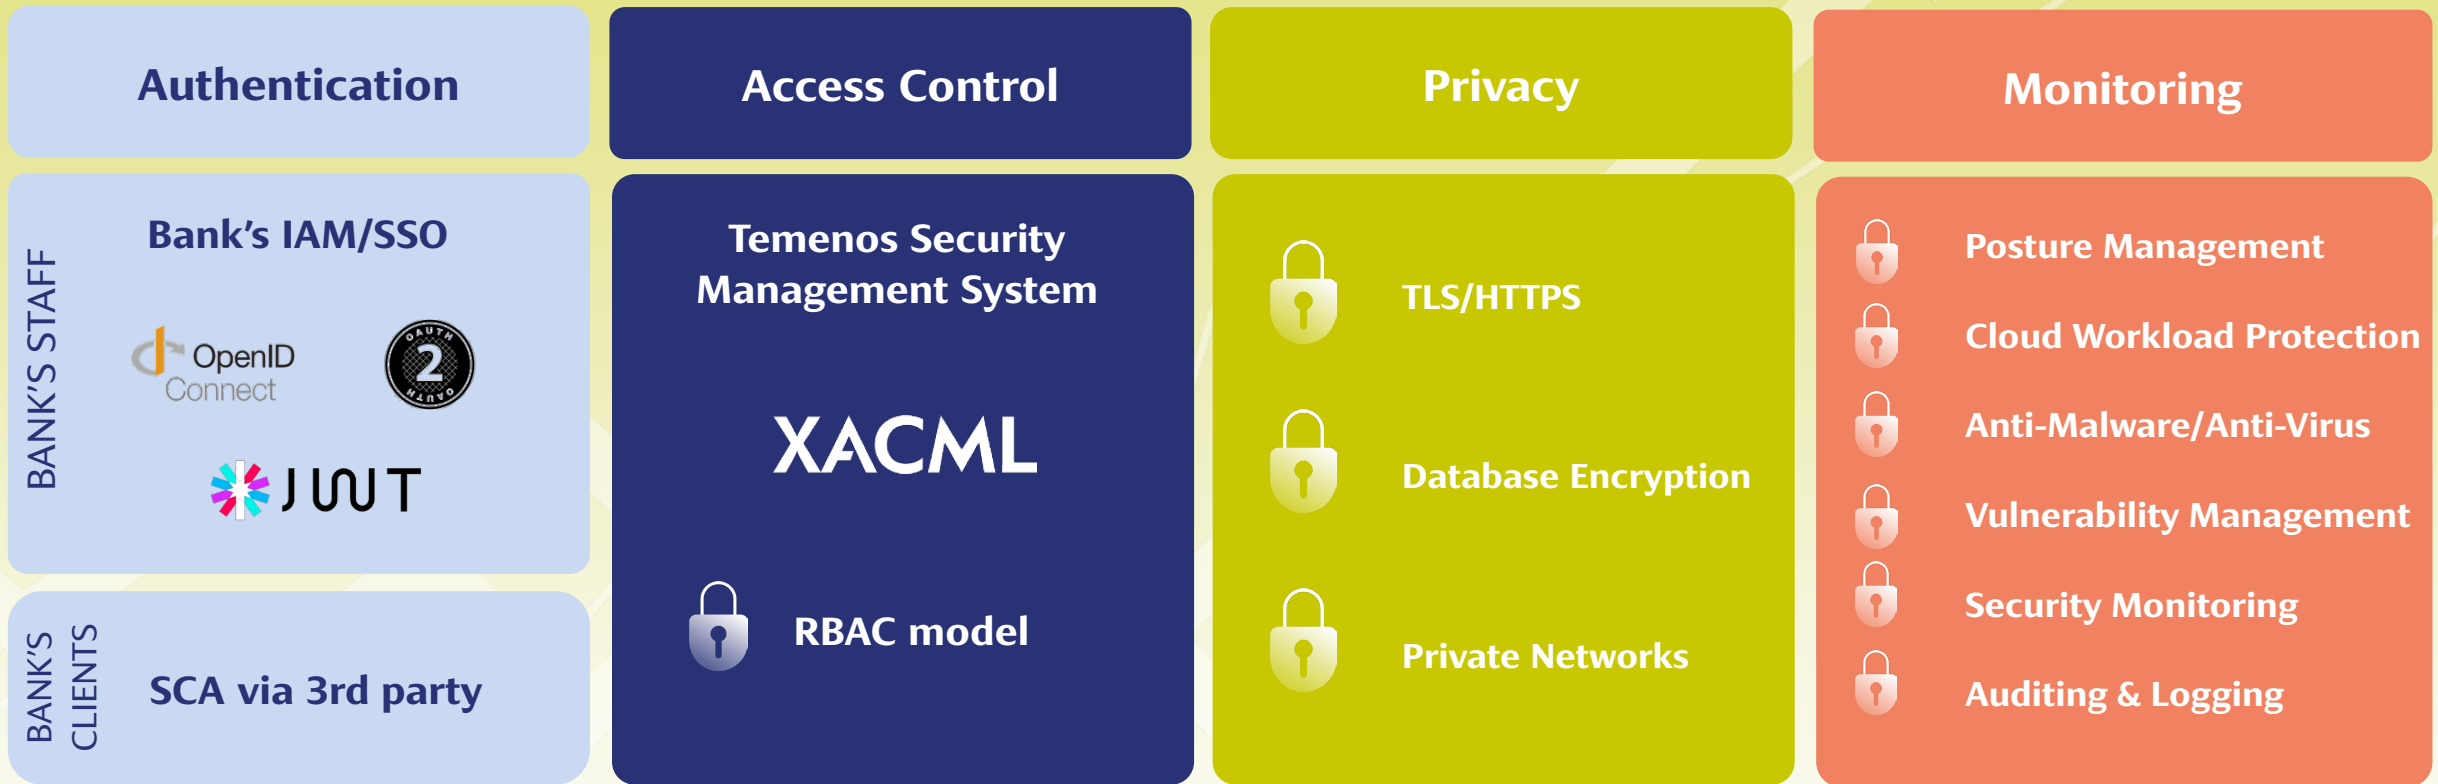 Authentication
Access Control
Privacy
Monitoring
BANK'S STAFF
Bank's IAM/SSO
OpenID
Connect
OAUTH
2
OAUTH
JWT
BANK'S
CLIENTS
SCA via 3rd party
Temenos Security
Management System
XACML
RBAC model
TLS/HTTPS
Database Encryption
Private Networks
Posture Management
Cloud Workload Protection
Anti-Malware/Anti-Virus
Vulnerability Management
Security Monitoring
Auditing & Logging